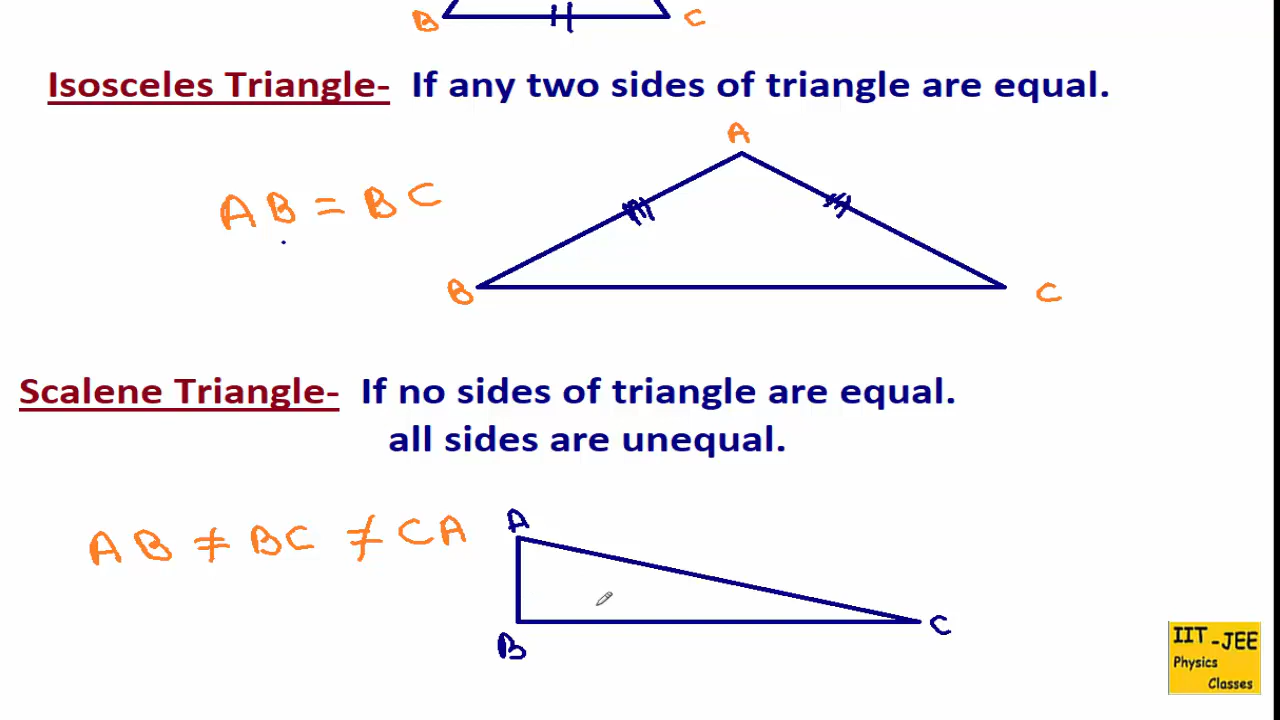 B C
Isosceles Triangle- If any two sides of triangle are equal.
A
AB = BC
B C
Scalene Triangle- If no sides of triangle are equal.
all sides are unequal.
A
AB ≠ BC ≠ CA
B C
IIT-JEE
Physics
Classes